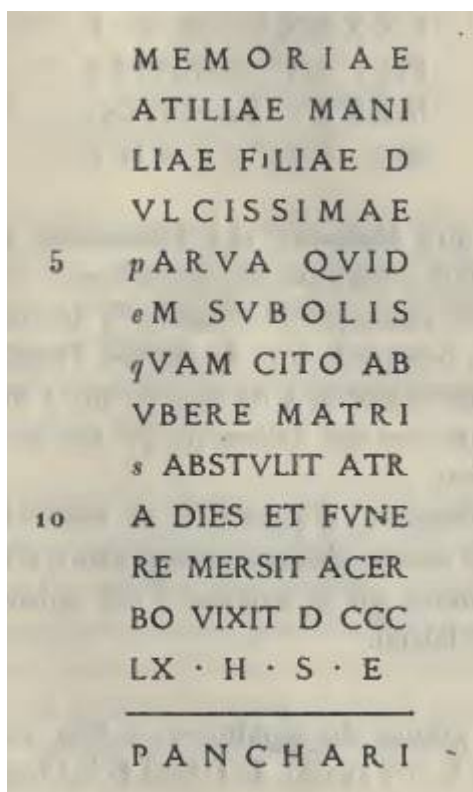 MEMORIAE
ATILIAE MANI
LIAE FILIAE D
VLCISSIMAE
5 pARVA QVID
eM SVBOLIS
qVAM CITO AB
VBERE MATRI
s ABSTVLIT ATR
10 A DIES ET FVNE
RE MERSIT ACER
BO VIXIT D CCC
LX · H · S · E
PANCHARI